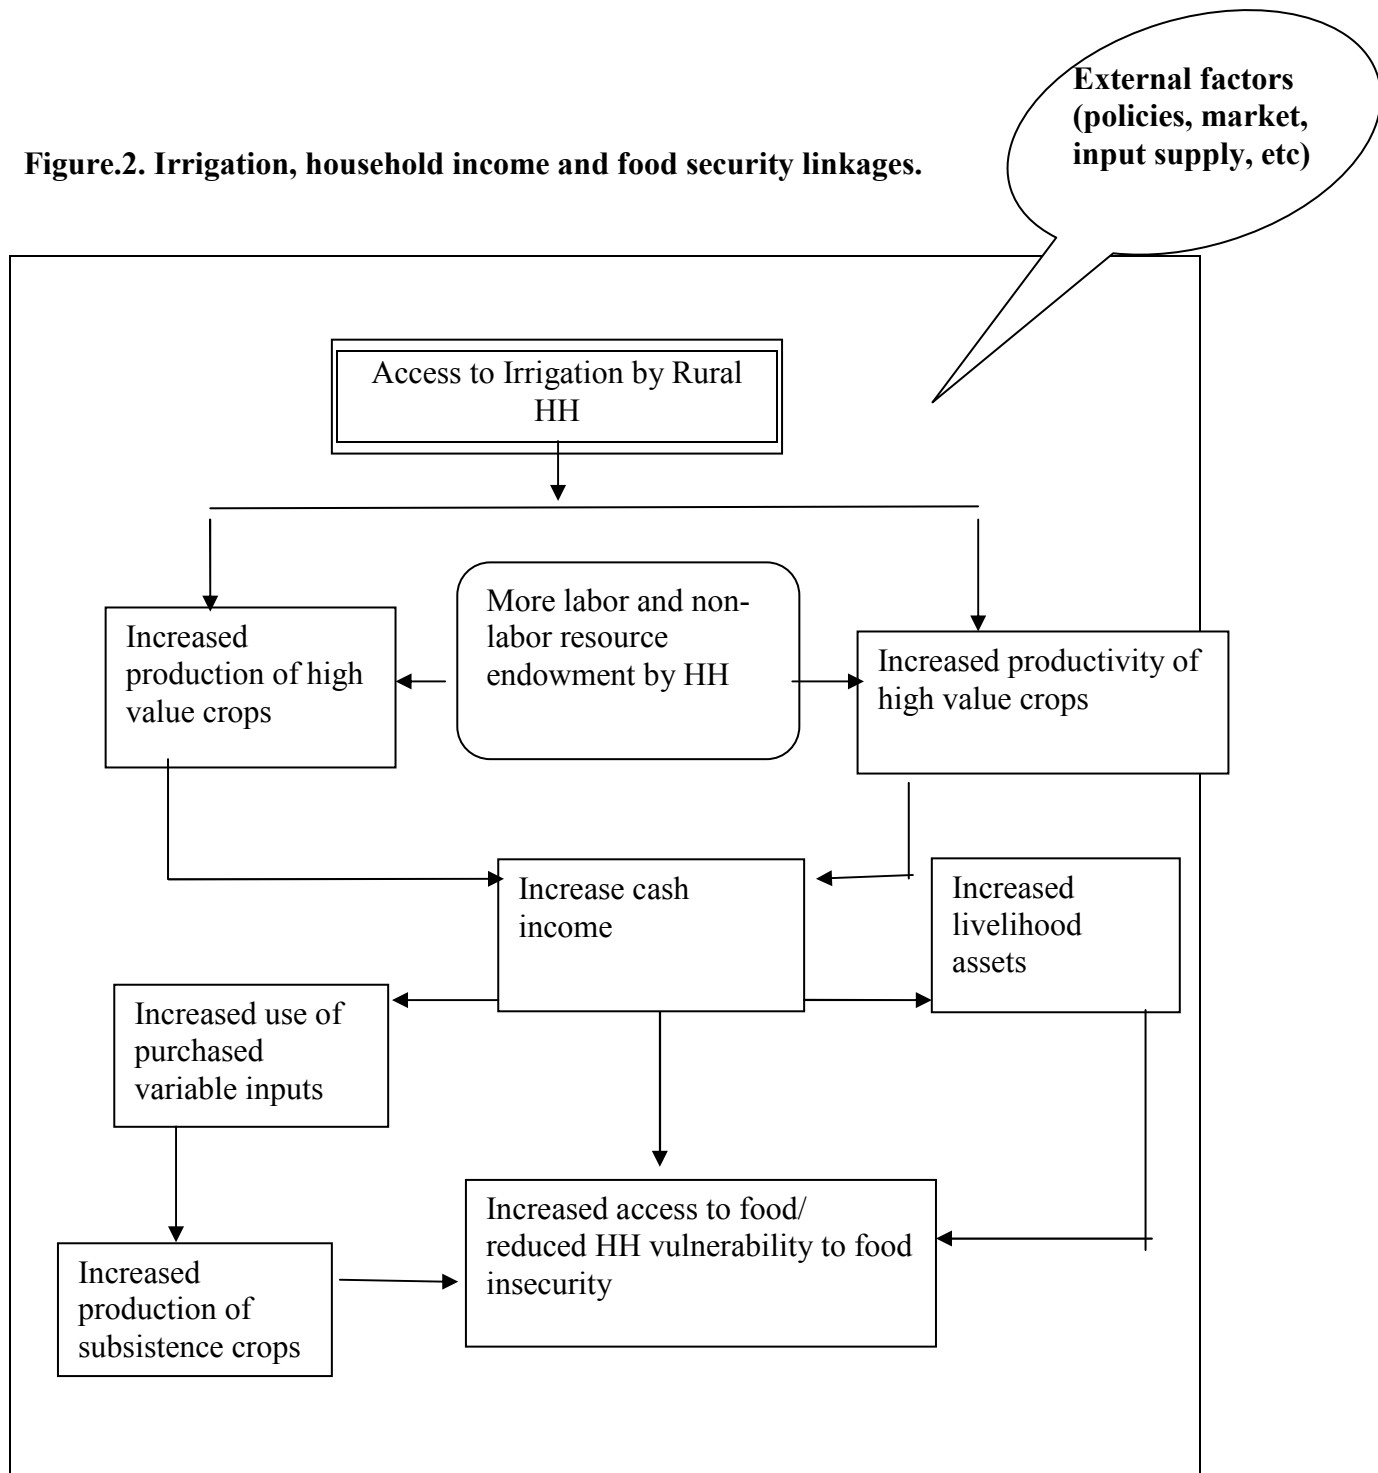 External factors
(policies, market,
input supply, etc)
Figure.2. Irrigation, household income and food security linkages.
Access to Irrigation by Rural
HH
More labor and non-
labor resource
endowment by HH
Increased
production of high
value crops
Increased productivity of
high value crops
Increase cash
income
Increased
livelihood
assets
Increased use of
purchased
variable inputs
Increased access to food/
reduced HH vulnerability to food
insecurity
Increased
production of
subsistence crops